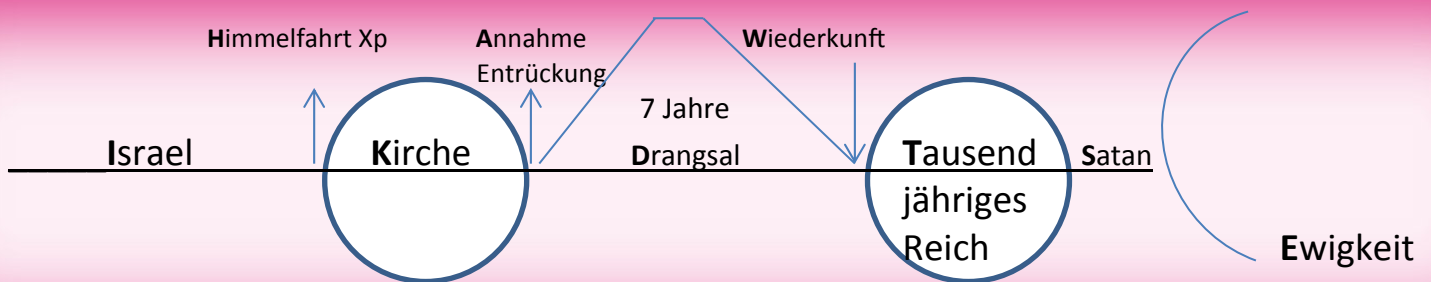 Himmelfahrt Xp
Annahme
Entrückung
Wiederkunft
7 Jahre
Israel
Kirche
Drangsal
Tausend
jähriges
Reich
Satan
Ewigkeit